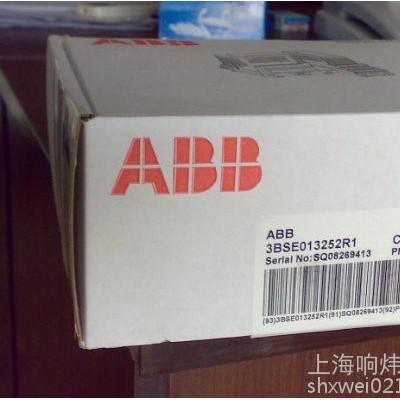 ABB
ABB
3BSE013252R1
Serial No:SQ08269413
C
(93)3BSE013252R1(91)SQ08269413(92)P
上海响炜
shxwei021